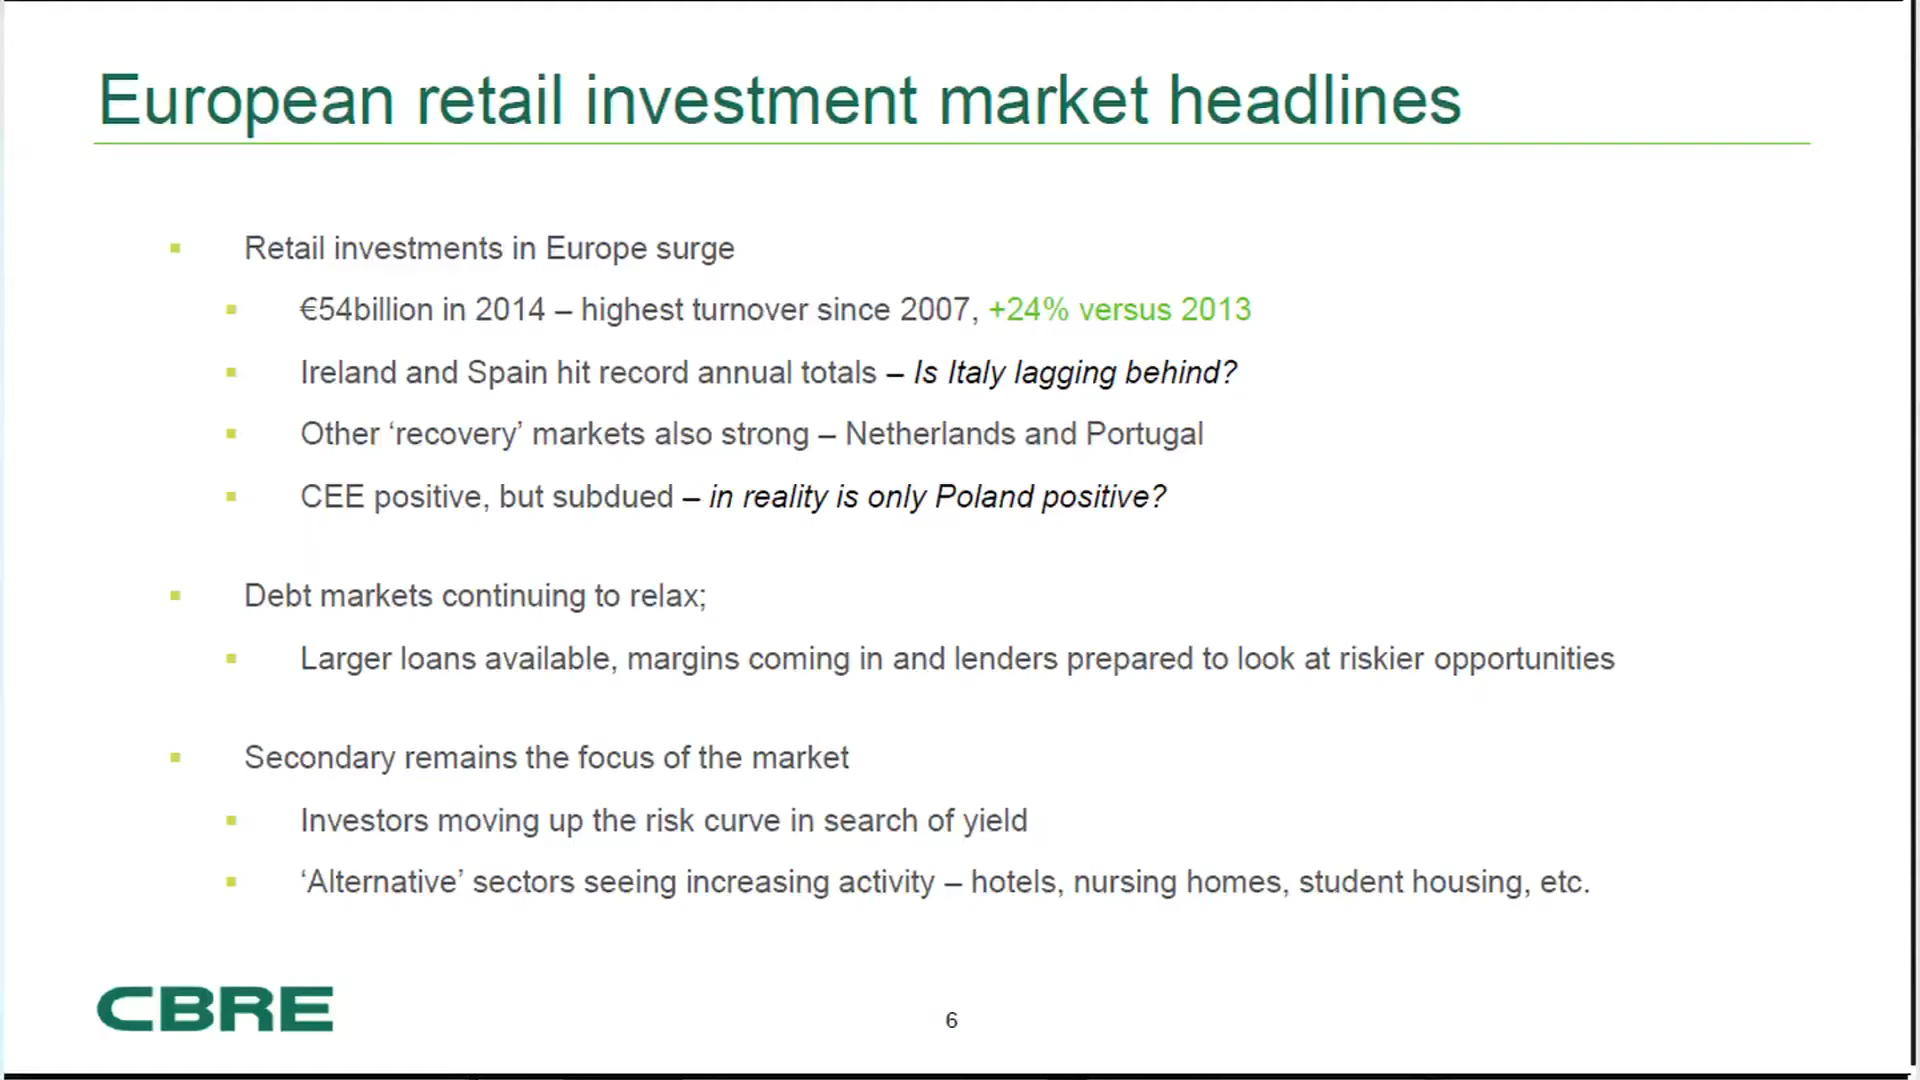 European retail investment market headlines
Retail investments in Europe surge
€54billion in 2014 – highest turnover since 2007, +24% versus 2013
Ireland and Spain hit record annual totals – Is Italy lagging behind?
Other ‘recovery’ markets also strong – Netherlands and Portugal
CEE positive, but subdued – in reality is only Poland positive?
Debt markets continuing to relax;
Larger loans available, margins coming in and lenders prepared to look at riskier opportunities
Secondary remains the focus of the market
Investors moving up the risk curve in search of yield
‘Alternative’ sectors seeing increasing activity – hotels, nursing homes, student housing, etc.
CBRE
6